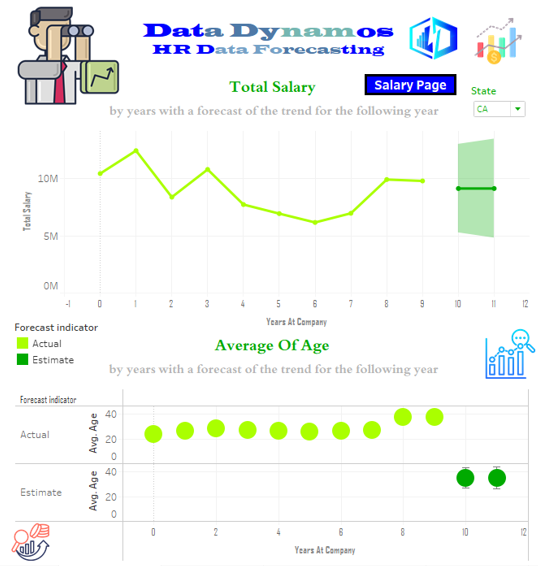 Data Dynamos
HR Data Forecasting
Total Salary
Salary Page
State
CA
by years with a forecast of the trend for the following year
Total Salary
10M
5M
0M
-1 0 1 2 3 4 5 6 7 8 9 10 11 12
Years At Company
Forecast indicator
Actual
Estimate
Average Of Age
by years with a forecast of the trend for the following year
Forecast indicator
Actual
Avg. Age
40
20
0
Estimate
Avg. Age
40
20
0
0 2 4 6 8 10 12
Years At Company